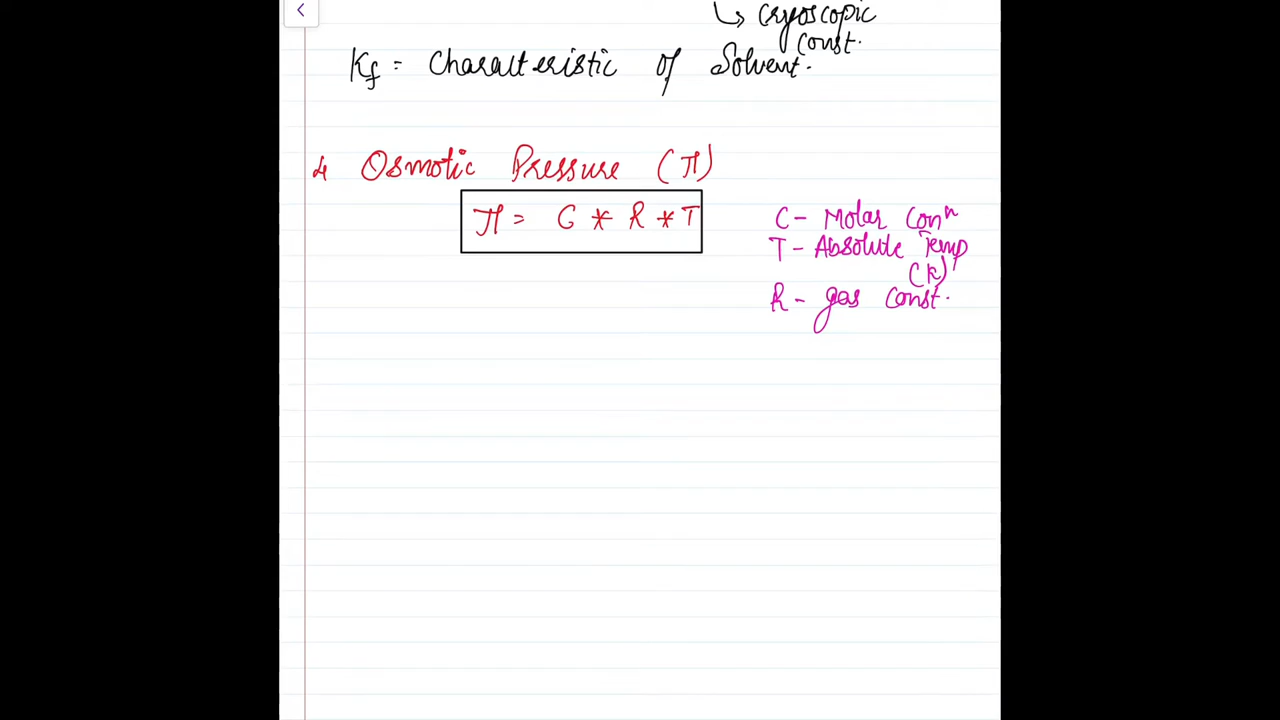 ↳ cryoscopic
const.
Kf = Characteristic of Solvent.
4 Osmotic Pressure (π)
π = C * R * T
C - Molar Conⁿ
T - Absolute Temp
(K)
R - gas const.